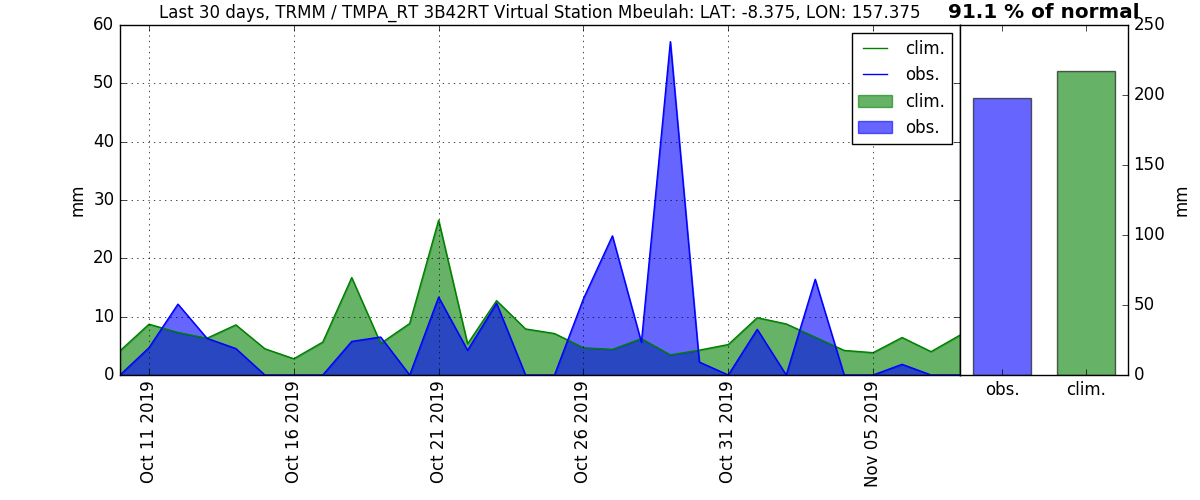 Last 30 days, TRMM / TMPA_RT 3B42RT Virtual Station Mbeulah: LAT: -8.375, LON: 157.375
91.1 % of normal
60
50
40
30
20
10
0
mm
clim.
obs.
clim.
obs.
Oct 11 2019
Oct 16 2019
Oct 21 2019
Oct 26 2019
Oct 31 2019
Nov 05 2019
250
200
150
100
50
0
mm
obs.
clim.